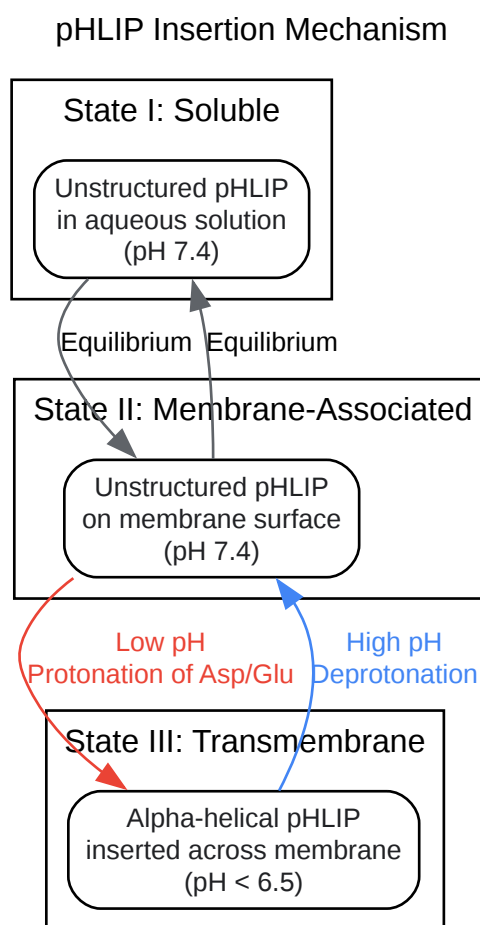 pHLIP Insertion Mechanism
State I: Soluble
Unstructured pHLIP
in aqueous solution
(pH 7.4)
Equilibrium
Equilibrium
State II: Membrane-Associated
Unstructured pHLIP
on membrane surface
(pH 7.4)
Low pH
Protonation of Asp/Glu
High pH
Deprotonation
State III: Transmembrane
Alpha-helical pHLIP
inserted across membrane
(pH < 6.5)